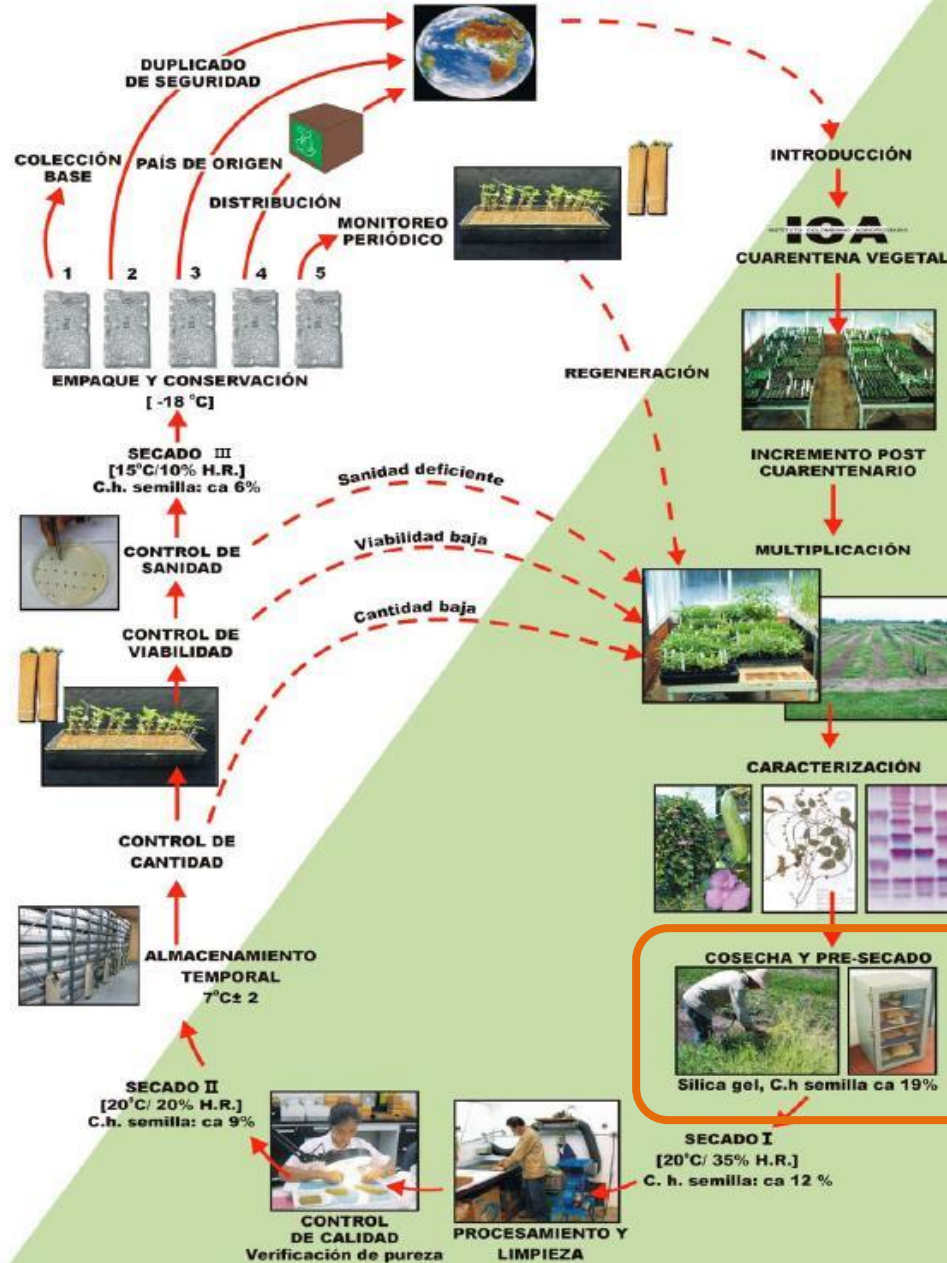 DUPLICADO
DE SEGURIDAD
COLECCIÓN
BASE
PAÍS DE ORIGEN
DISTRIBUCIÓN
MONITOREO
PERIÓDICO
1 2 3 4 5
EMPAQUE Y CONSERVACIÓN
[ -18 °C]
SECADO III
[15°C/10% H.R.]
C.h. semilla: ca 6%
CONTROL DE
SANIDAD
CONTROL DE
VIABILIDAD
CONTROL DE
CANTIDAD
ALMACENAMIENTO
TEMPORAL
7°C± 2
SECADO II
[20°C/ 20% H.R.]
C.h. semilla: ca 9%
CONTROL
DE CALIDAD
Verificación de pureza
PROCESAMIENTO Y
LIMPIEZA
SECADO I
[20°C/ 35% H.R.]
C. h. semilla: ca 12 %
COSECHA Y PRE-SECADO
Silica gel, C.h semilla ca 19%
CARACTERIZACIÓN
MULTIPLICACIÓN
INCREMENTO POST
CUARENTENARIO
CUARENTENA VEGETAL
ICA
INSTITUTO COLOMBIANO AGROPECUARIO
INTRODUCCIÓN
REGENERACIÓN
Sanidad deficiente
Viabilidad baja
Cantidad baja